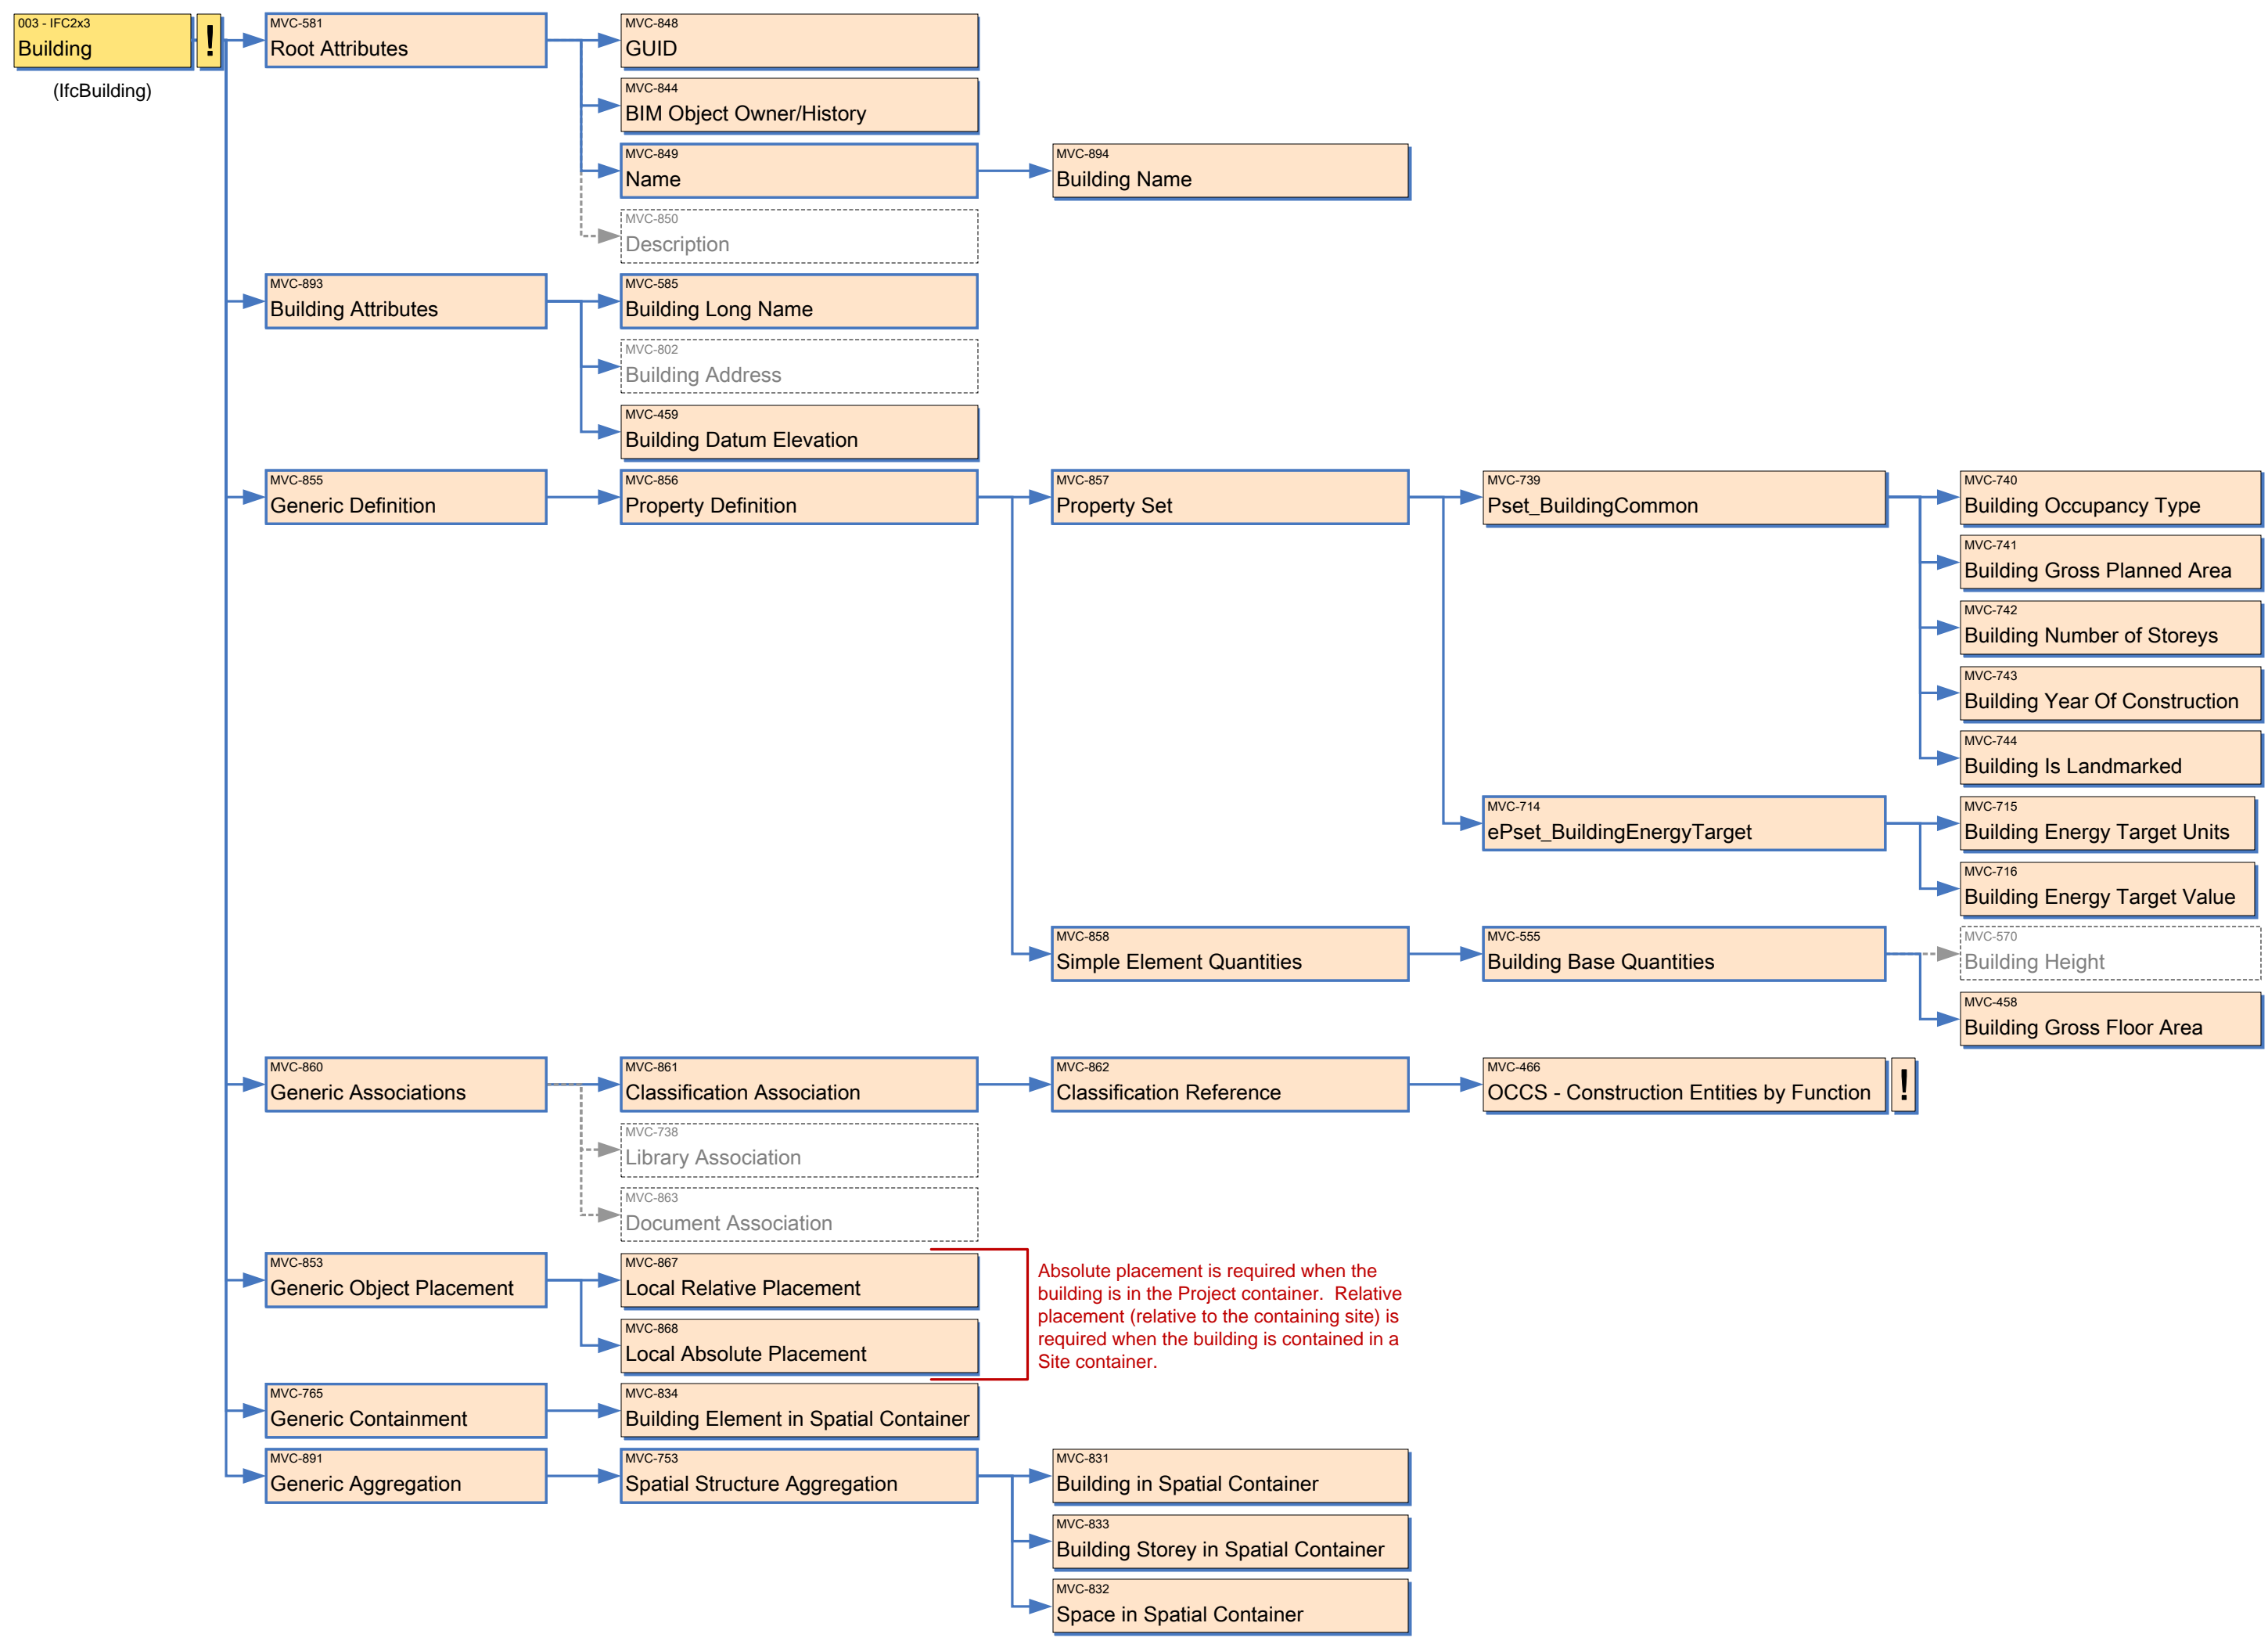 003 - IFC2x3
Building
!
(IfcBuilding)
MVC-581
Root Attributes
MVC-848
GUID
MVC-844
BIM Object Owner/History
MVC-849
Name
MVC-894
Building Name
MVC-850
Description
MVC-893
Building Attributes
MVC-585
Building Long Name
MVC-802
Building Address
MVC-459
Building Datum Elevation
MVC-855
Generic Definition
MVC-856
Property Definition
MVC-857
Property Set
MVC-739
Pset_BuildingCommon
MVC-740
Building Occupancy Type
MVC-741
Building Gross Planned Area
MVC-742
Building Number of Storeys
MVC-743
Building Year Of Construction
MVC-744
Building Is Landmarked
MVC-714
ePset_BuildingEnergyTarget
MVC-715
Building Energy Target Units
MVC-716
Building Energy Target Value
MVC-858
Simple Element Quantities
MVC-555
Building Base Quantities
MVC-570
Building Height
MVC-458
Building Gross Floor Area
MVC-860
Generic Associations
MVC-861
Classification Association
MVC-862
Classification Reference
MVC-466
OCCS - Construction Entities by Function
!
MVC-738
Library Association
MVC-863
Document Association
MVC-853
Generic Object Placement
MVC-867
Local Relative Placement
MVC-868
Local Absolute Placement
Absolute placement is required when the
building is in the Project container.  Relative
placement (relative to the containing site) is
required when the building is contained in a
Site container.
MVC-765
Generic Containment
MVC-834
Building Element in Spatial Container
MVC-891
Generic Aggregation
MVC-753
Spatial Structure Aggregation
MVC-831
Building in Spatial Container
MVC-833
Building Storey in Spatial Container
MVC-832
Space in Spatial Container